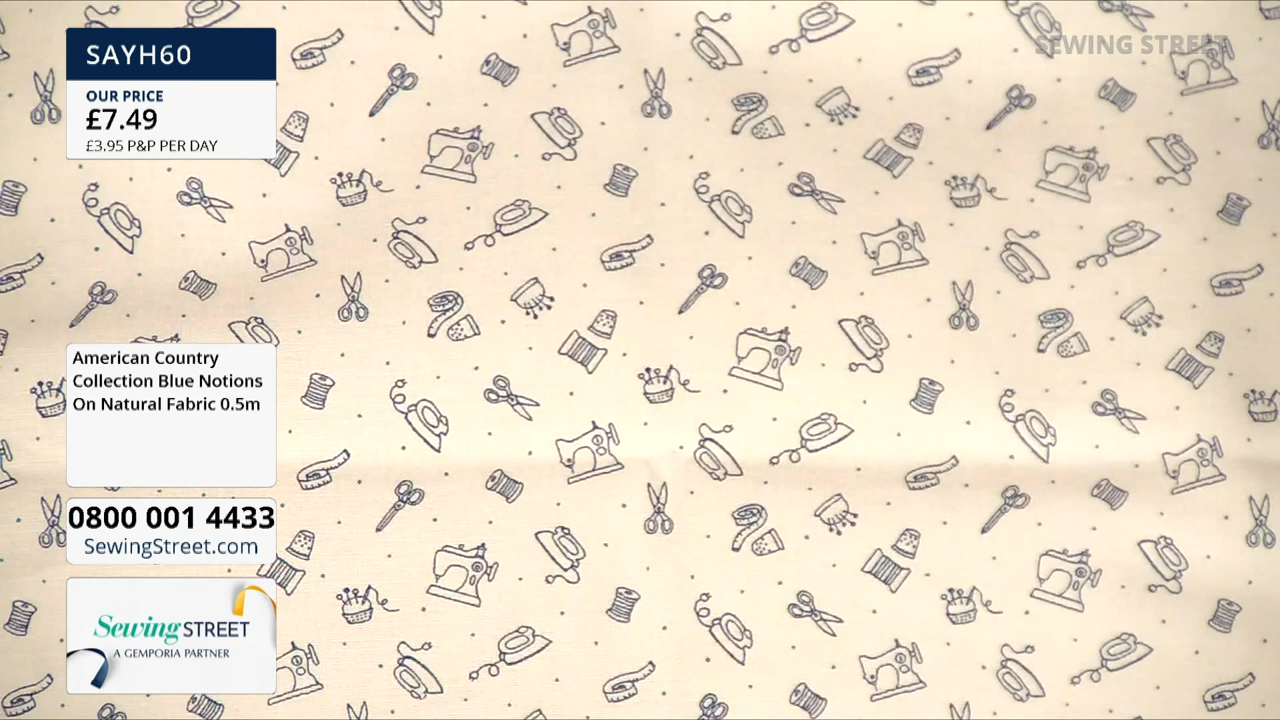 SAYH60
OUR PRICE
£7.49
£3.95 P&P PER DAY
SEWING STREET
American Country
Collection Blue Notions
On Natural Fabric 0.5m
0800 001 4433
SewingStreet.com
Sewing STREET
A GEMPORIA PARTNER